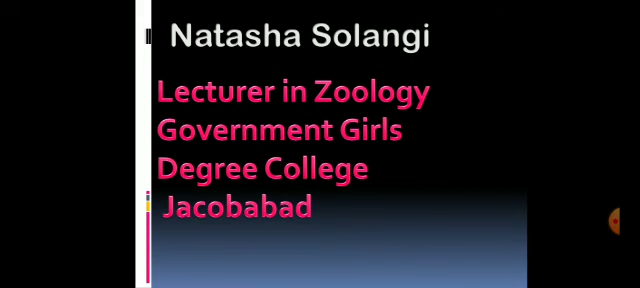 Natasha Solangi
Lecturer in Zoology
Government Girls
Degree College
Jacobabad